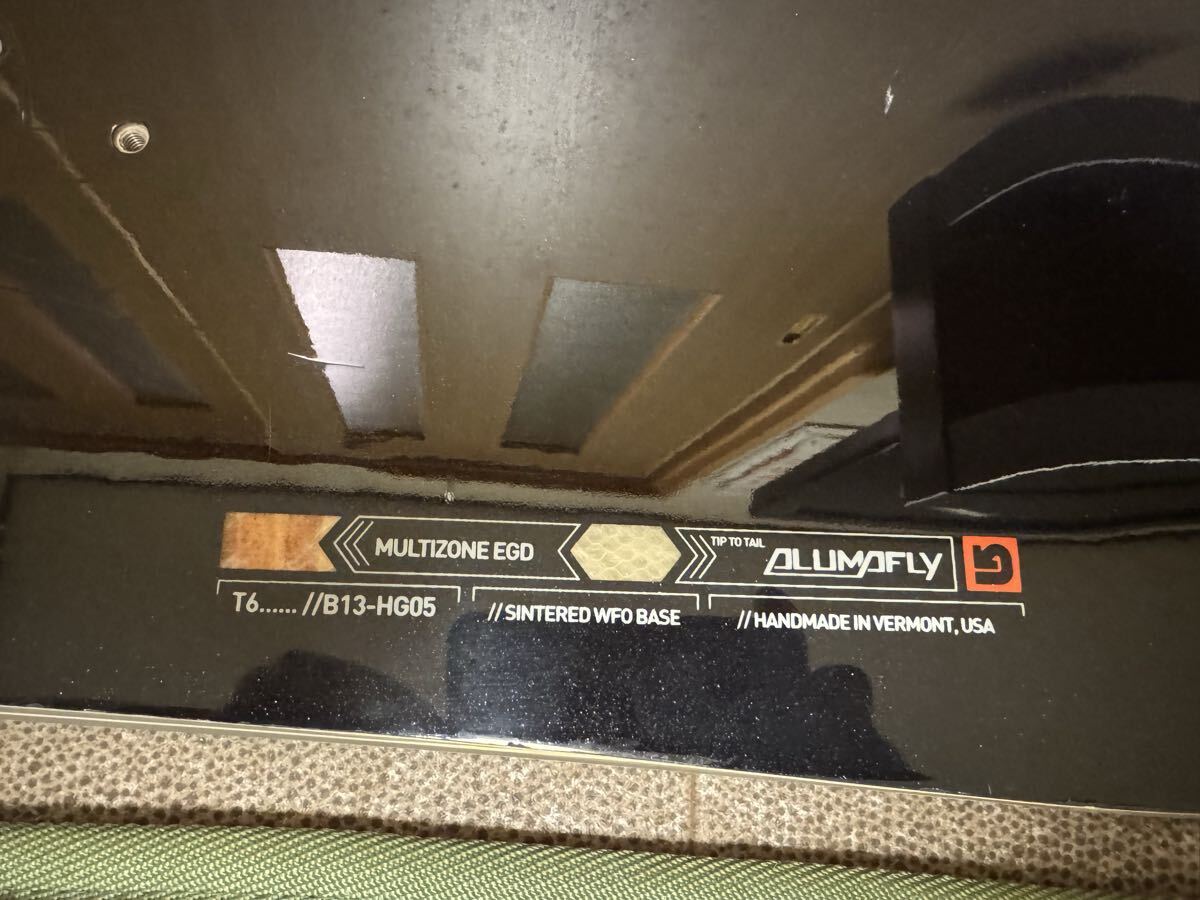 MULTIZONE EGD
TIP TO TAIL
ALUMAFLY
T6...... //B13-HG05
// SINTERED WFO BASE
// HANDMADE IN VERMONT, USA